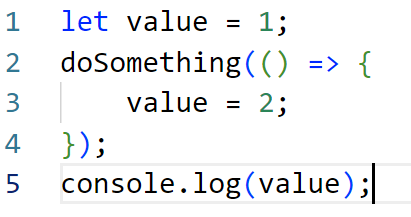 1 let value = 1;
2 doSomething(() => {
3     value = 2;
4 });
5 console.log(value);